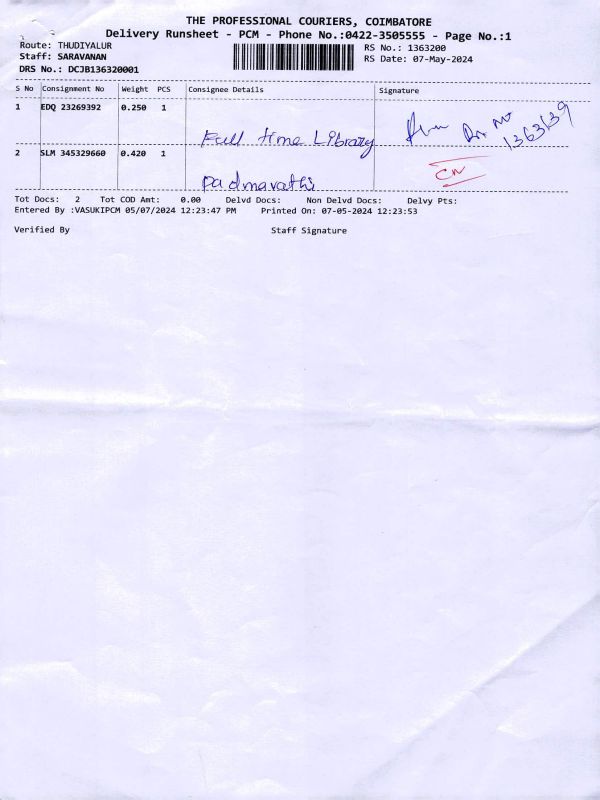 THE PROFESSIONAL COURIERS, COIMBATORE
Delivery Runsheet - PCM - Phone No.:0422-3505555 - Page No.:1
Route: THUDIYALUR
RS No.: 1363200
Staff: SARAVANAN
RS Date: 07-May-2024
DRS No.: DCJB136320001
S No Consignment No Weight PCS Consignee Details Signature
1 EDQ 23269392 0.250 1
Full time Library
1363639
2 SLM 345329660 0.420 1
CN
Padmavathi
Tot Docs: 2 Tot COD Amt: 0.00 Delvd Docs: Non Delvd Docs: Delvy Pts:
Entered By :VASUKIPCM 05/07/2024 12:23:47 PM Printed On: 07-05-2024 12:23:53
Verified By Staff Signature